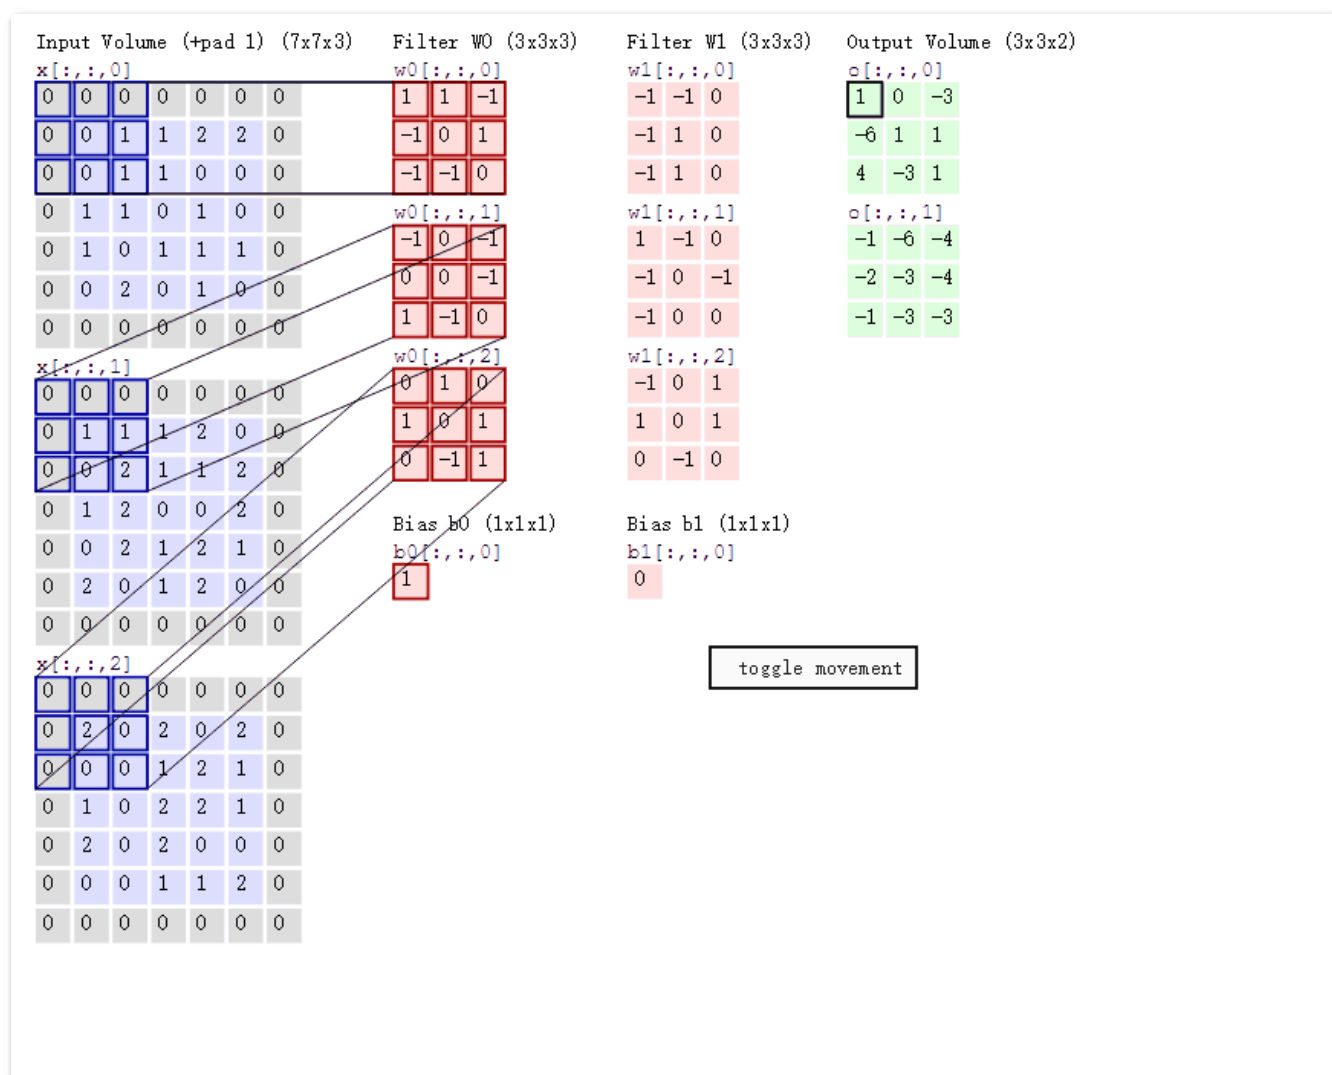 Input Volume (+pad 1) (7x7x3)
x[:,:,0]
0 0 0 0 0 0 0
0 0 1 1 2 2 0
0 0 1 1 0 0 0
0 1 1 0 1 0 0
0 1 0 1 1 1 0
0 0 2 0 1 0 0
0 0 0 0 0 0 0
x[:,:,1]
0 0 0 0 0 0 0
0 1 1 1 2 0 0
0 0 2 1 1 2 0
0 1 2 0 0 2 0
0 0 2 1 2 1 0
0 2 0 1 2 0 0
0 0 0 0 0 0 0
x[:,:,2]
0 0 0 0 0 0 0
0 2 0 2 0 2 0
0 0 0 1 2 1 0
0 1 0 2 2 1 0
0 2 0 2 0 0 0
0 0 0 1 1 2 0
0 0 0 0 0 0 0
Filter W0 (3x3x3)
w0[:,:,0]
1 1 -1
-1 0 1
-1 -1 0
w0[:,:,1]
-1 0 -1
0 0 -1
1 -1 0
w0[:,:,2]
0 1 0
1 0 1
0 -1 1
Bias b0 (1x1x1)
b0[:,:,0]
1
Filter W1 (3x3x3)
w1[:,:,0]
-1 -1 0
-1 1 0
-1 1 0
w1[:,:,1]
1 -1 0
-1 0 -1
-1 0 0
w1[:,:,2]
-1 0 1
1 0 1
0 -1 0
Bias b1 (1x1x1)
b1[:,:,0]
0
Output Volume (3x3x2)
o[:,:,0]
1 0 -3
-6 1 1
4 -3 1
o[:,:,1]
-1 -6 -4
-2 -3 -4
-1 -3 -3
toggle movement